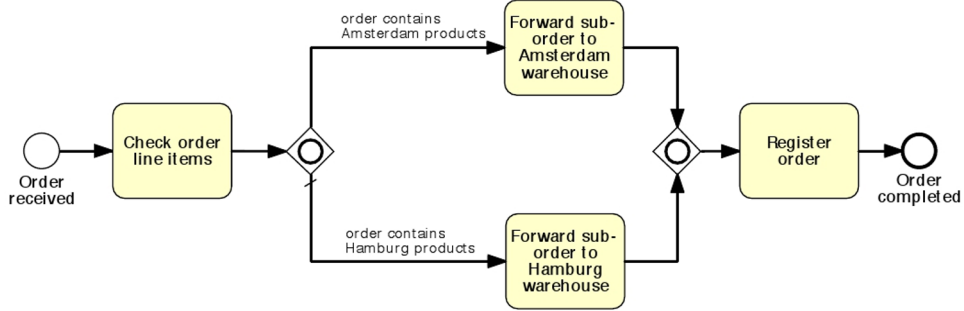 Order
received
Check order
line items
order contains
Amsterdam products
Forward sub-
order to
Amsterdam
warehouse
order contains
Hamburg products
Forward sub-
order to
Hamburg
warehouse
Register
order
Order
completed